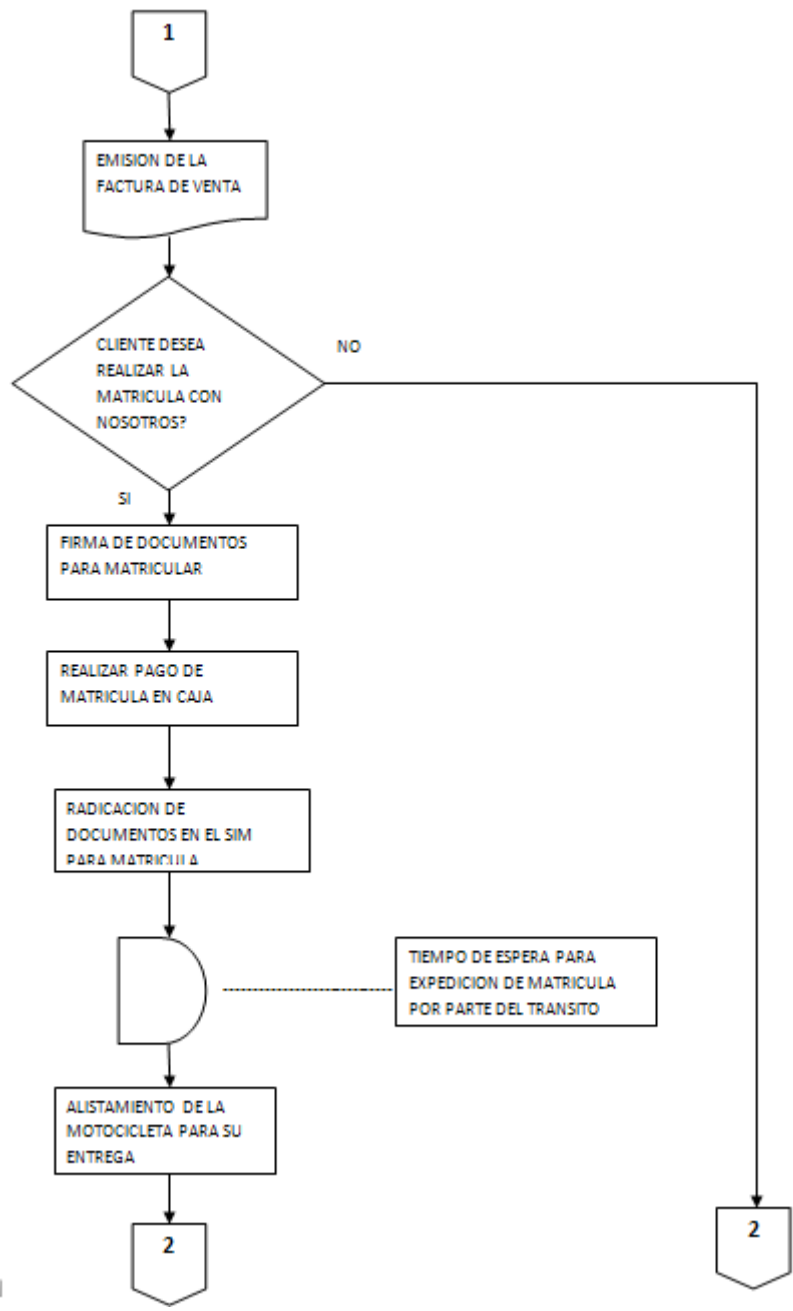 1
EMISION DE LA
FACTURA DE VENTA
CLIENTE DESEA
REALIZAR LA
MATRICULA CON
NOSOTROS?
NO
SI
FIRMA DE DOCUMENTOS
PARA MATRICULAR
REALIZAR PAGO DE
MATRICULA EN CAJA
RADICACION DE
DOCUMENTOS EN EL SIM
PARA MATRICULA
TIEMPO DE ESPERA PARA
EXPEDICION DE MATRICULA
POR PARTE DEL TRANSITO
ALISTAMIENTO DE LA
MOTOCICLETA PARA SU
ENTREGA
2
2